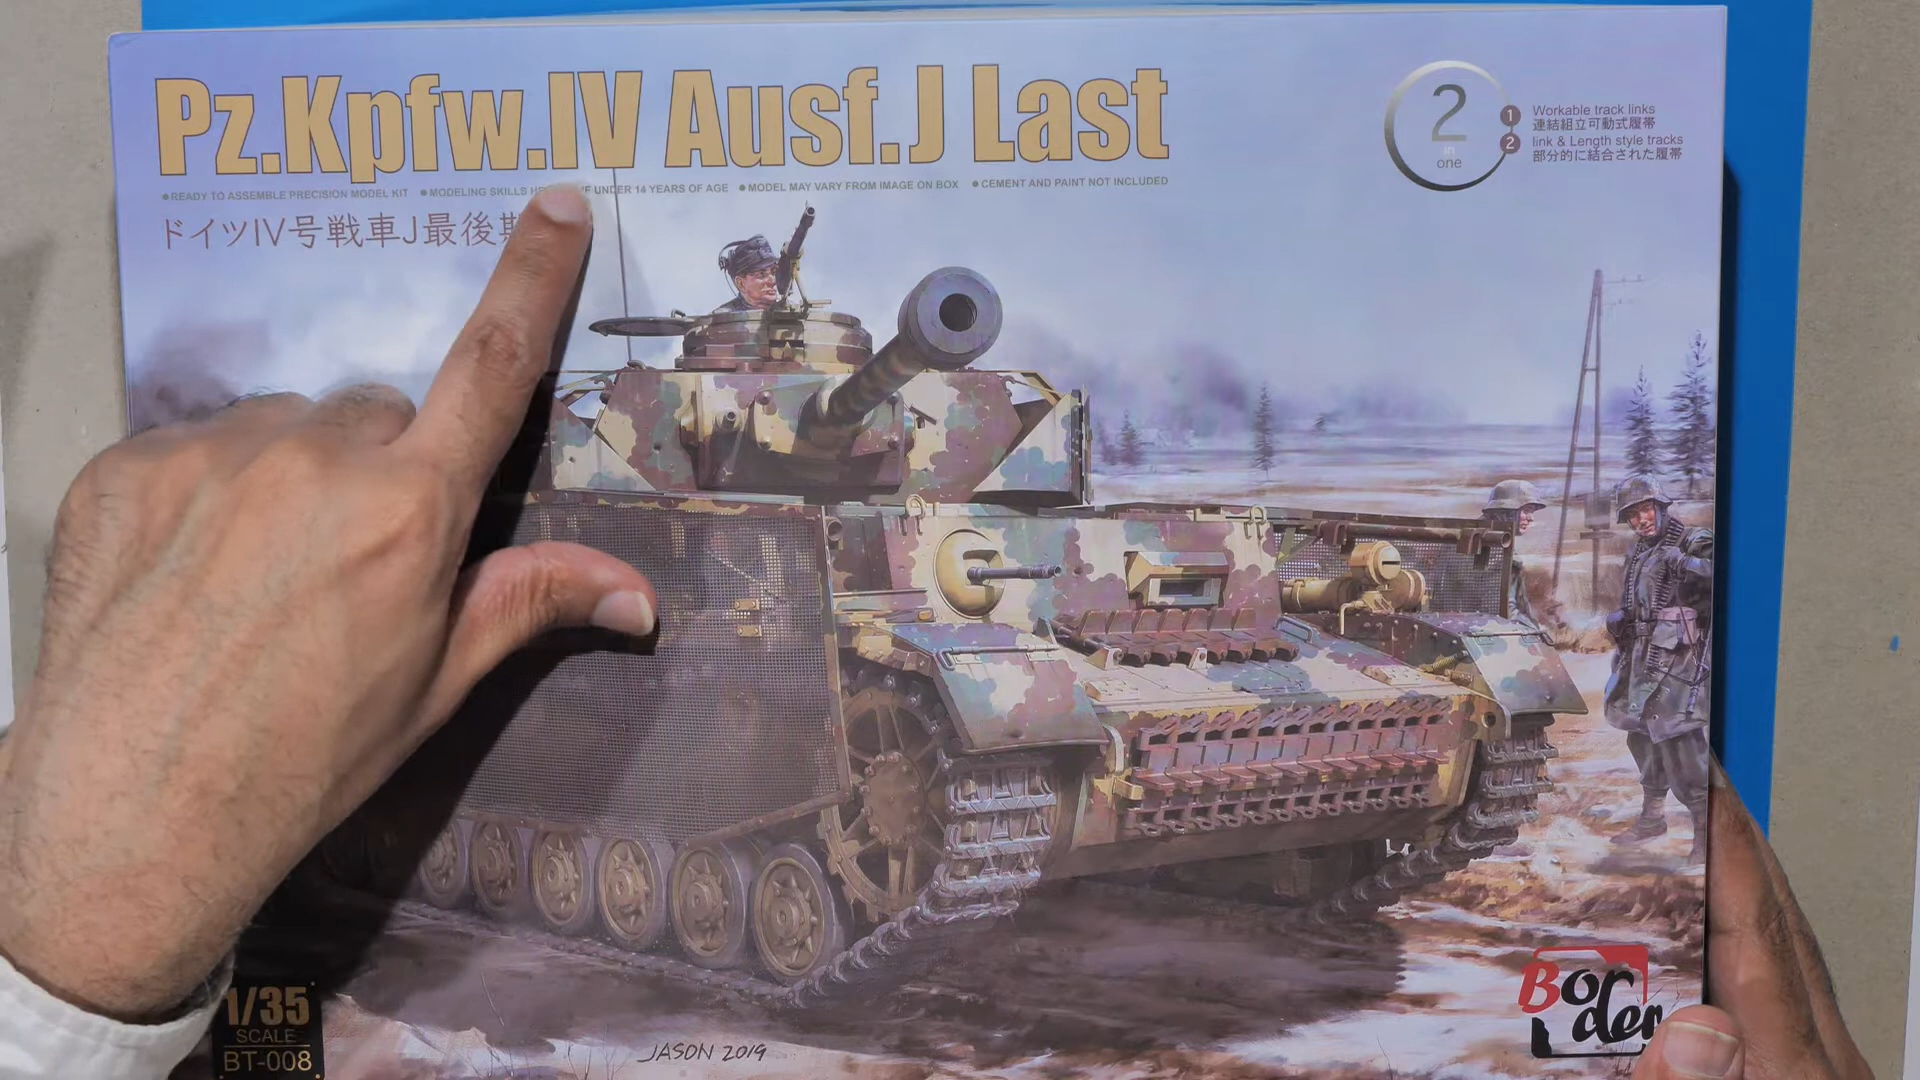 Pz.Kpfw.IV Ausf.J Last
●READY TO ASSEMBLE PRECISION MODEL KIT ●MODELING SKILLS UNDER 14 YEARS OF AGE ●MODEL MAY VARY FROM IMAGE ON BOX ●CEMENT AND PAINT NOT INCLUDED
ドイツIV号戦車J最後
2
in
one
1 Workable track links
連結組立可動式履帯
2 link & Length style tracks
部分的に結合された履帯
1/35
SCALE
BT-008
JASON 2019
Border